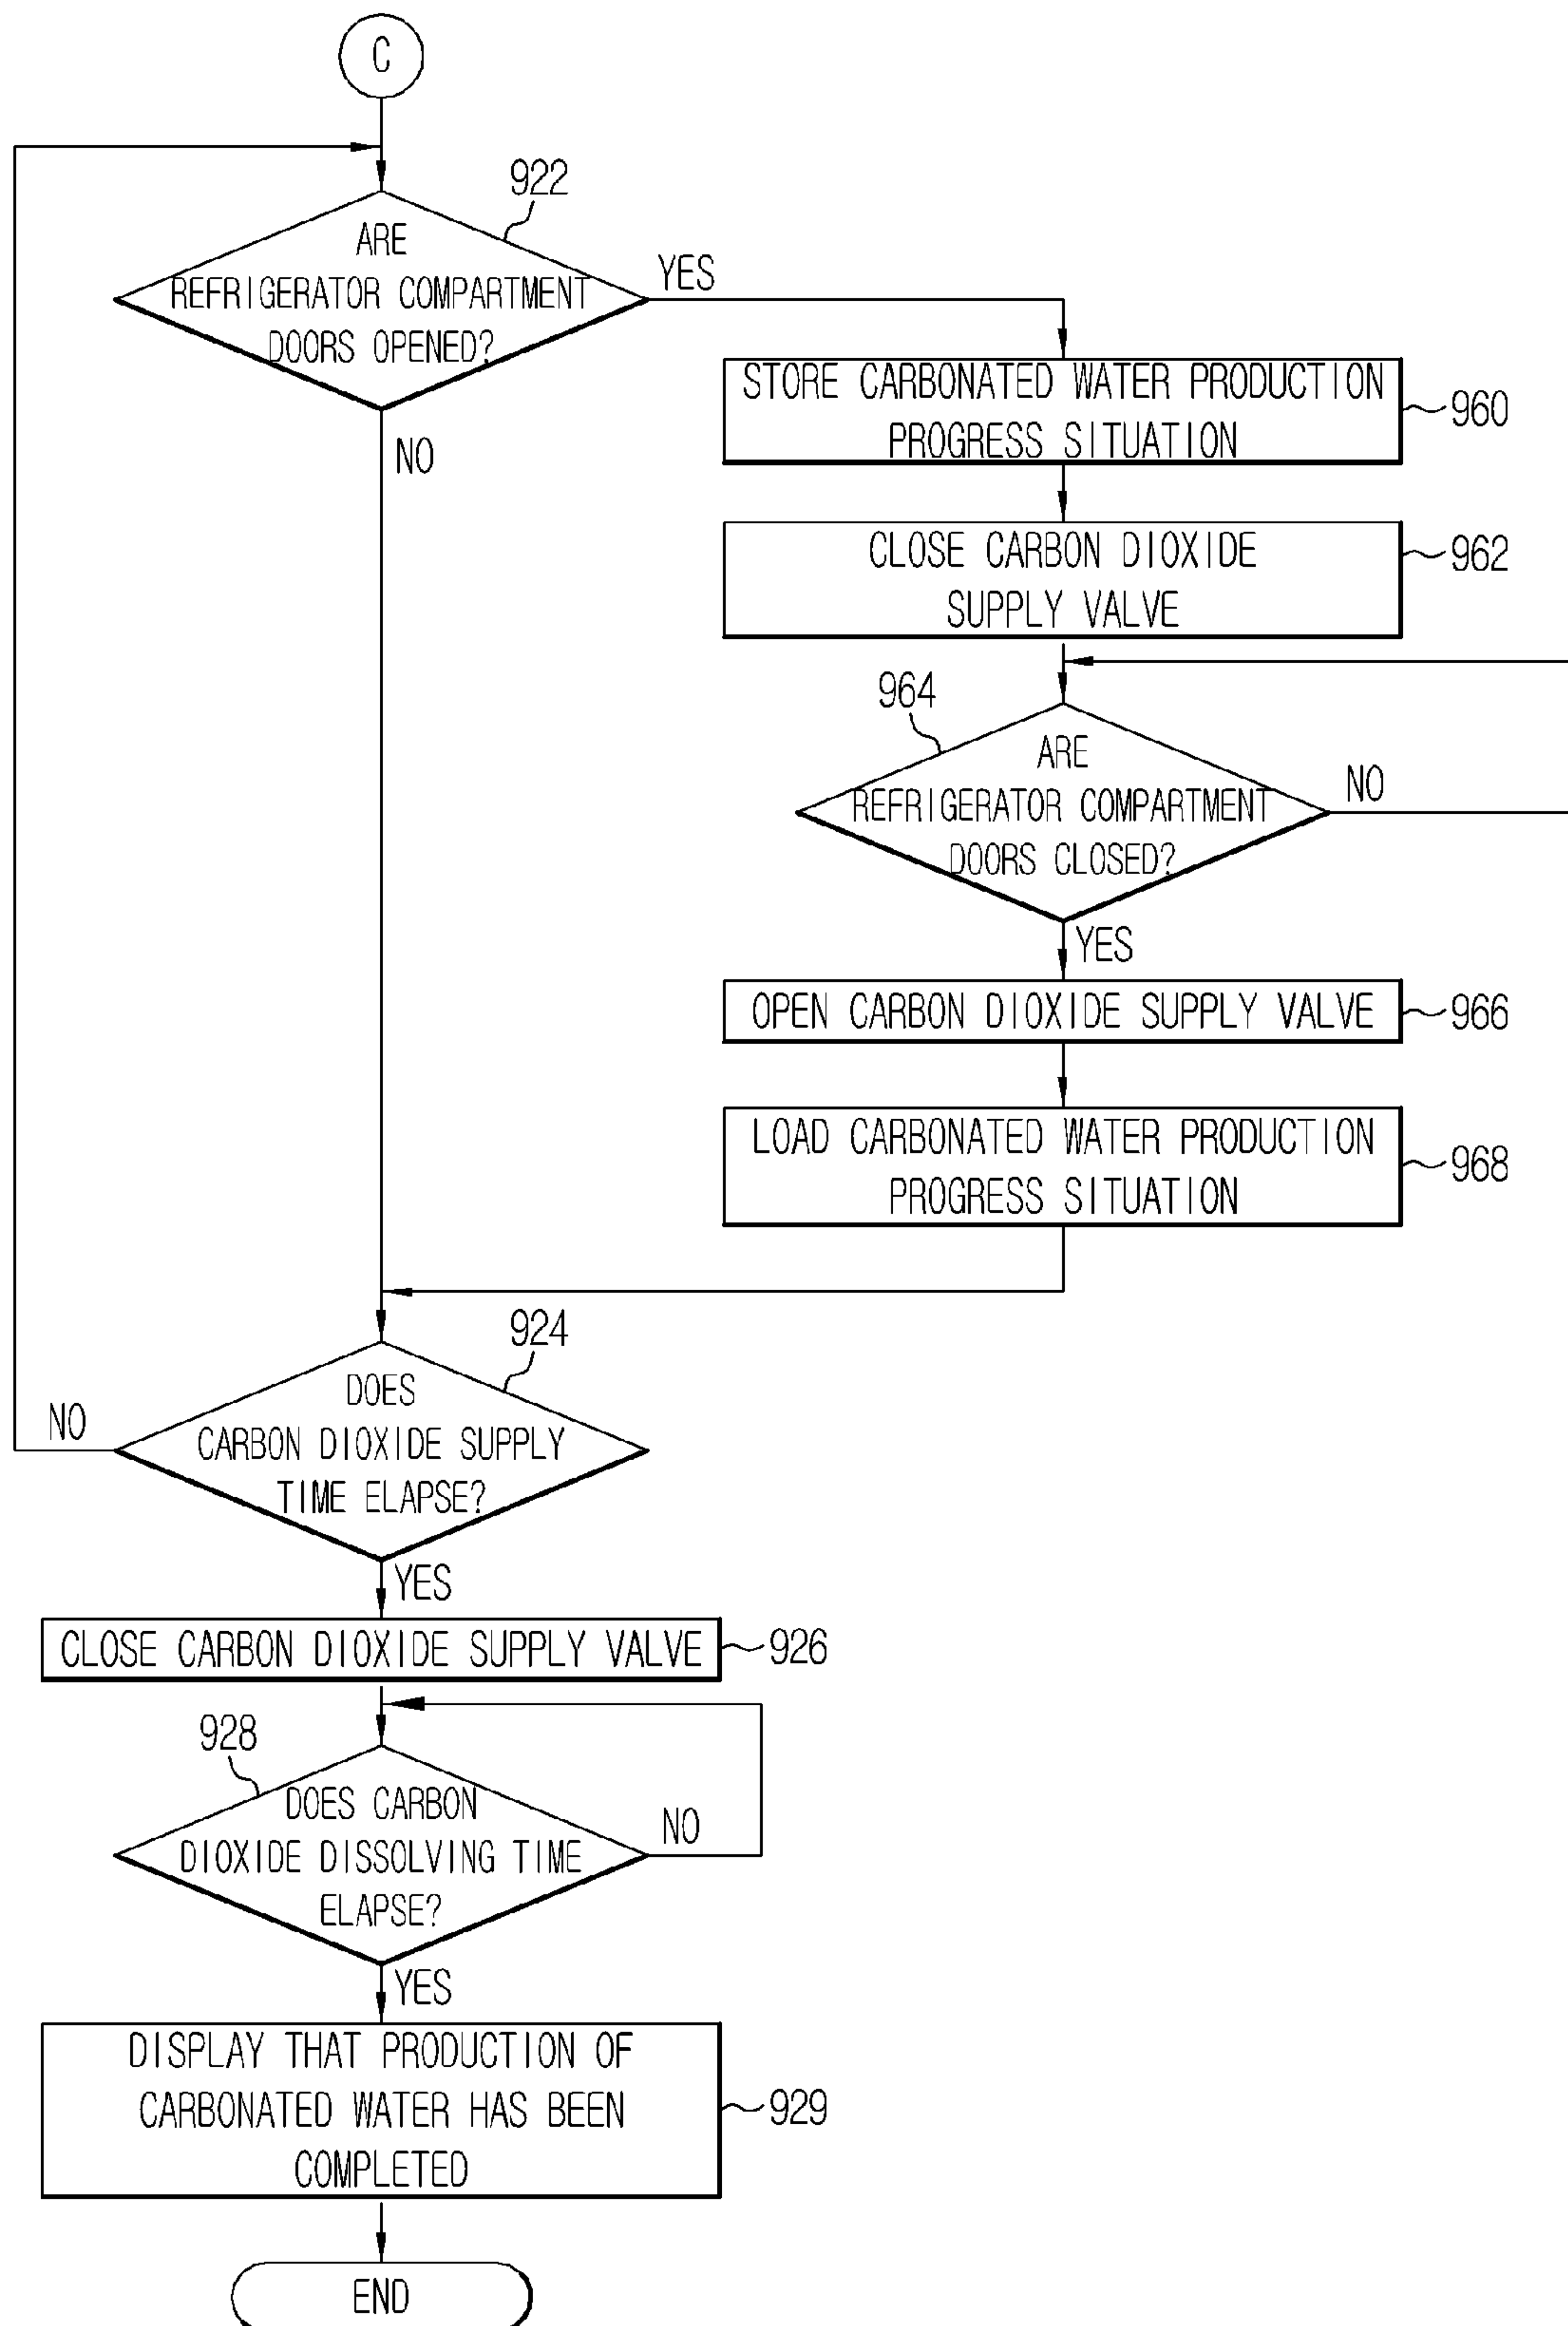 C
922
ARE
REFRIGERATOR COMPARTMENT
DOORS OPENED?
YES
NO
STORE CARBONATED WATER PRODUCTION
PROGRESS SITUATION
960
CLOSE CARBON DIOXIDE
SUPPLY VALVE
962
964
ARE
REFRIGERATOR COMPARTMENT
DOORS CLOSED?
NO
YES
OPEN CARBON DIOXIDE SUPPLY VALVE
966
LOAD CARBONATED WATER PRODUCTION
PROGRESS SITUATION
968
924
DOES
CARBON DIOXIDE SUPPLY
TIME ELAPSE?
NO
YES
CLOSE CARBON DIOXIDE SUPPLY VALVE
926
928
DOES CARBON
DIOXIDE DISSOLVING TIME
ELAPSE?
NO
YES
DISPLAY THAT PRODUCTION OF
CARBONATED WATER HAS BEEN
COMPLETED
929
END